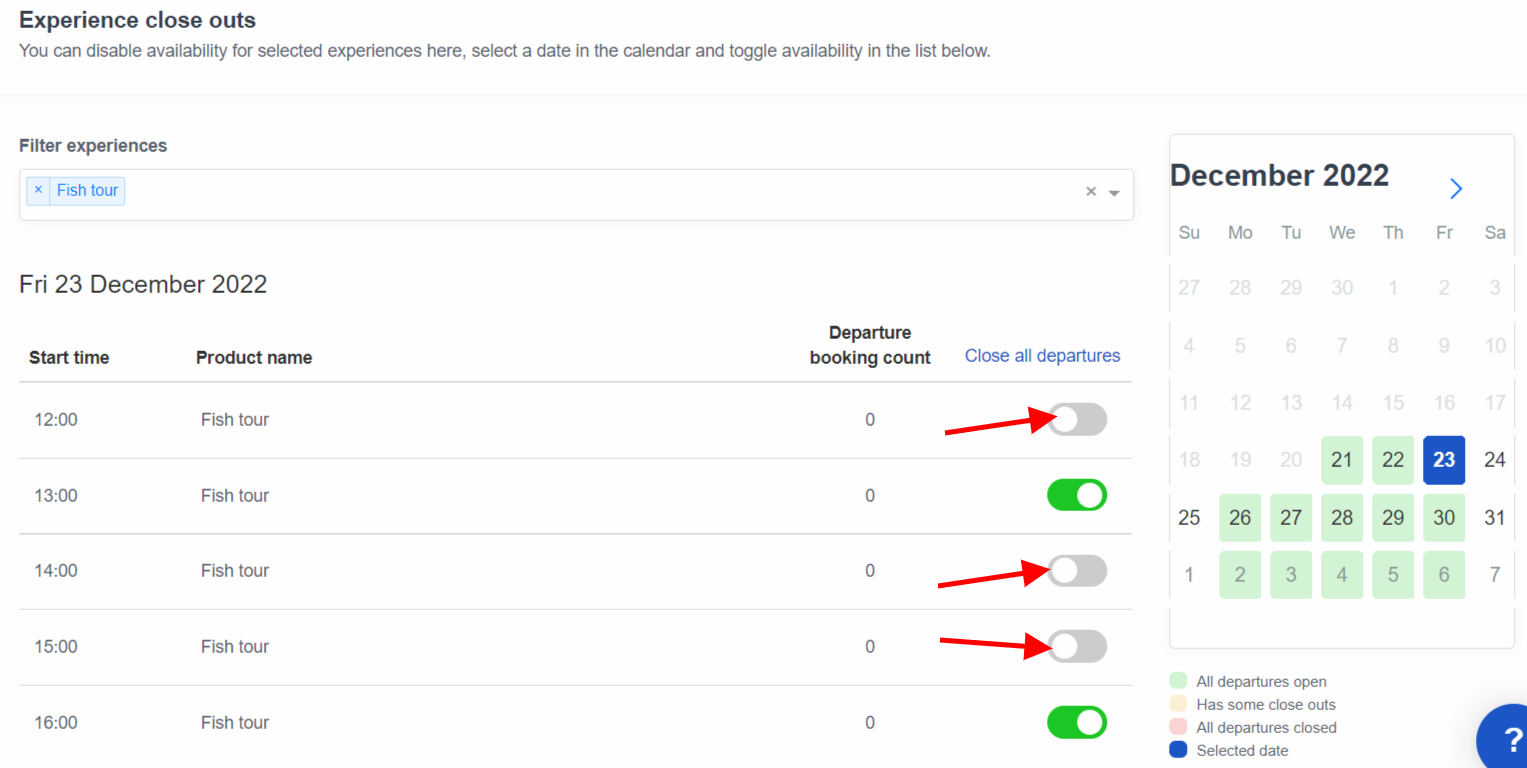 Experience close outs
You can disable availability for selected experiences here, select a date in the calendar and toggle availability in the list below.
Filter experiences
× Fish tour ×
Fri 23 December 2022
Start time Product name Departure booking count Close all departures
12:00 Fish tour 0
13:00 Fish tour 0
14:00 Fish tour 0
15:00 Fish tour 0
16:00 Fish tour 0
December 2022
Su Mo Tu We Th Fr Sa
27 28 29 30 1 2 3
4 5 6 7 8 9 10
11 12 13 14 15 16 17
18 19 20 21 22 23 24
25 26 27 28 29 30 31
1 2 3 4 5 6 7
All departures open
Has some close outs
All departures closed
Selected date
?